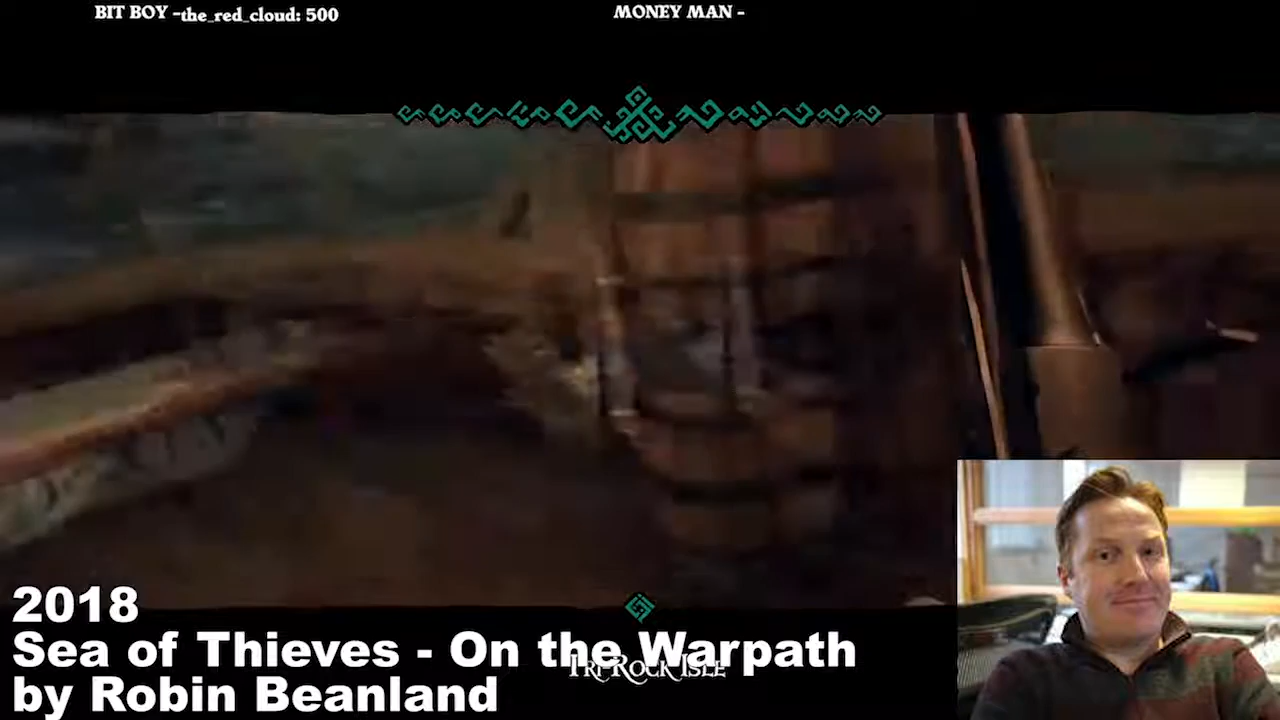 BIT BOY -the_red_cloud: 500
MONEY MAN -
2018
Sea of Thieves - On the Warpath
TRI-ROCK ISLE
by Robin Beanland